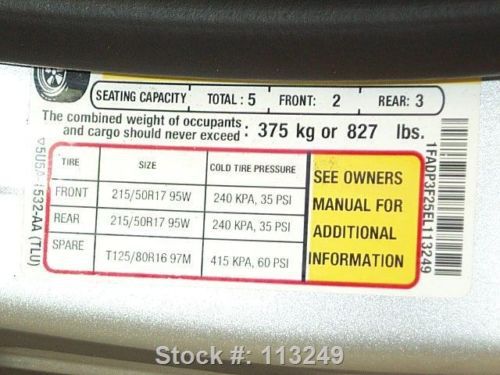 SEATING CAPACITY TOTAL : 5 FRONT: 2 REAR: 3
The combined weight of occupants
and cargo should never exceed : 375 kg or 827 lbs.
TIRE SIZE COLD TIRE PRESSURE
FRONT 215/50R17 95W 240 KPA, 35 PSI
REAR 215/50R17 95W 240 KPA, 35 PSI
SPARE T125/80R16 97M 415 KPA, 60 PSI
SEE OWNERS
MANUAL FOR
ADDITIONAL
INFORMATION
1FADP3F25EL113249
1532-AA (TLU)
Stock #: 113249